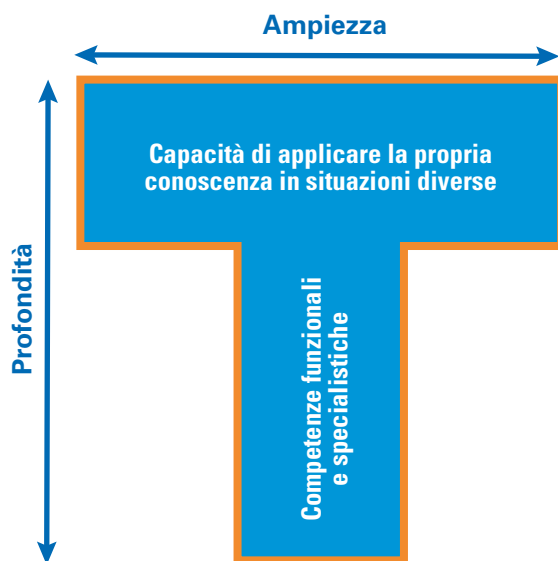 Ampiezza
Capacità di applicare la propria
conoscenza in situazioni diverse
Profondità
Competenze funzionali
e specialistiche